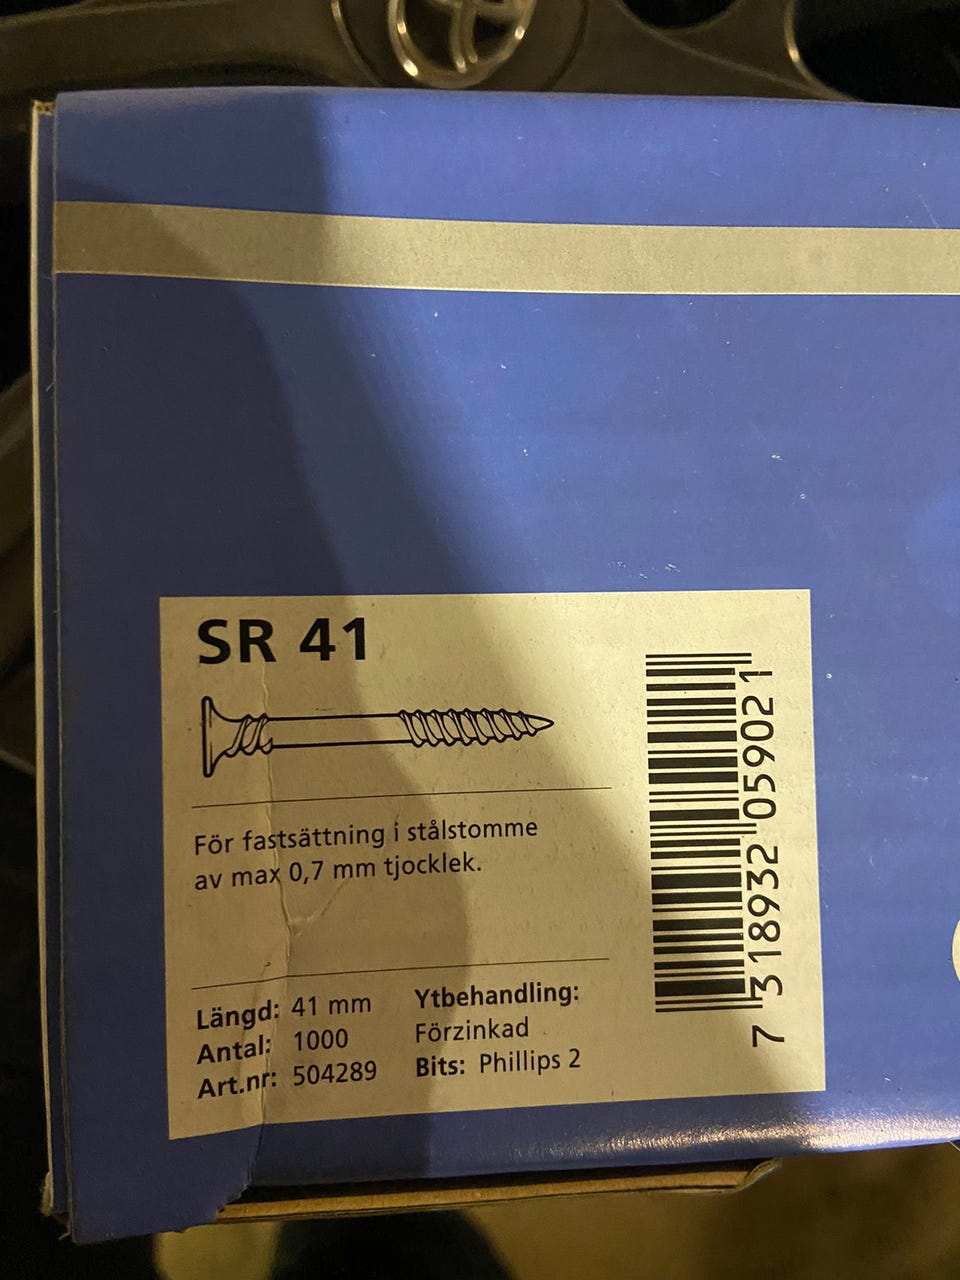 SR 41
För fastsättning i stålstomme
av max 0,7 mm tjocklek.
Längd: 41 mm
Antal: 1000
Art.nr: 504289
Ytbehandling:
Förzinkad
Bits: Phillips 2
7 318932 059021